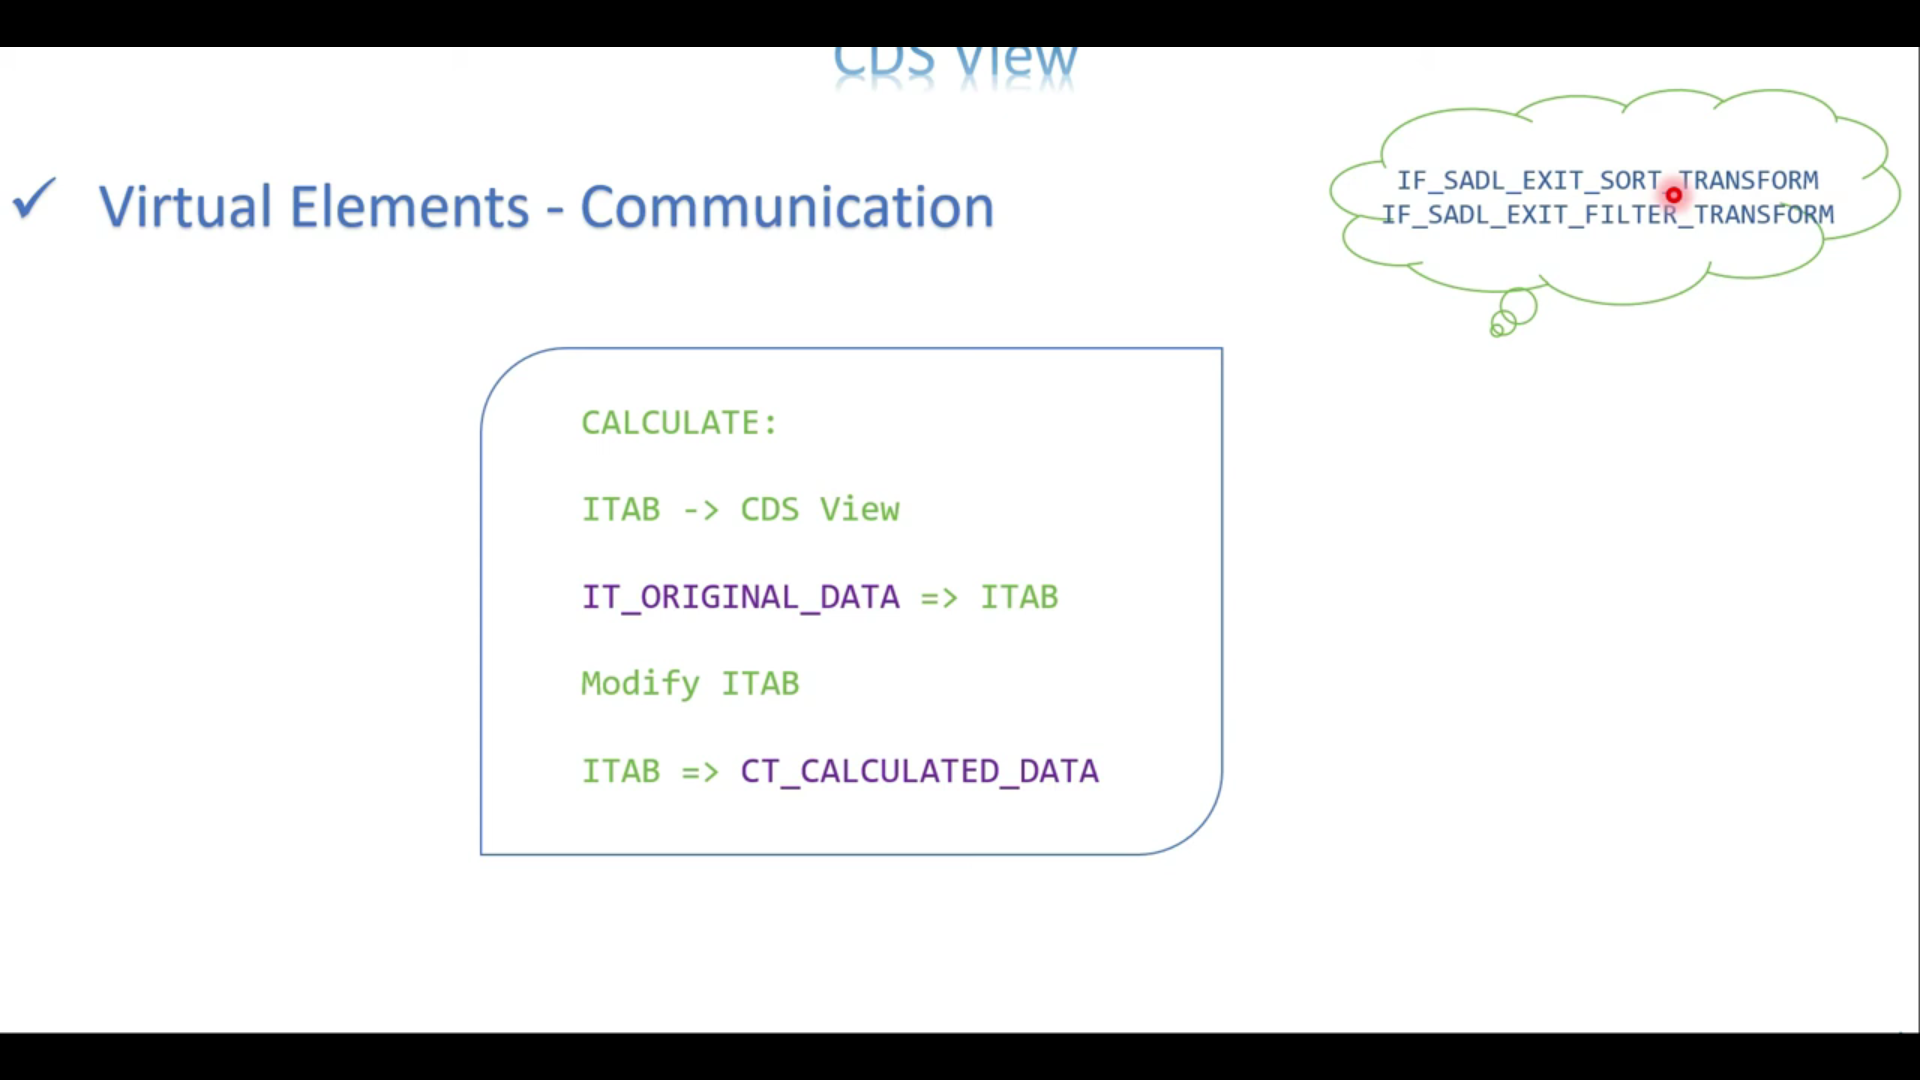 CDS View
✓ Virtual Elements - Communication
IF_SADL_EXIT_SORT_TRANSFORM
IF_SADL_EXIT_FILTER_TRANSFORM
CALCULATE:
ITAB -> CDS View
IT_ORIGINAL_DATA => ITAB
Modify ITAB
ITAB => CT_CALCULATED_DATA